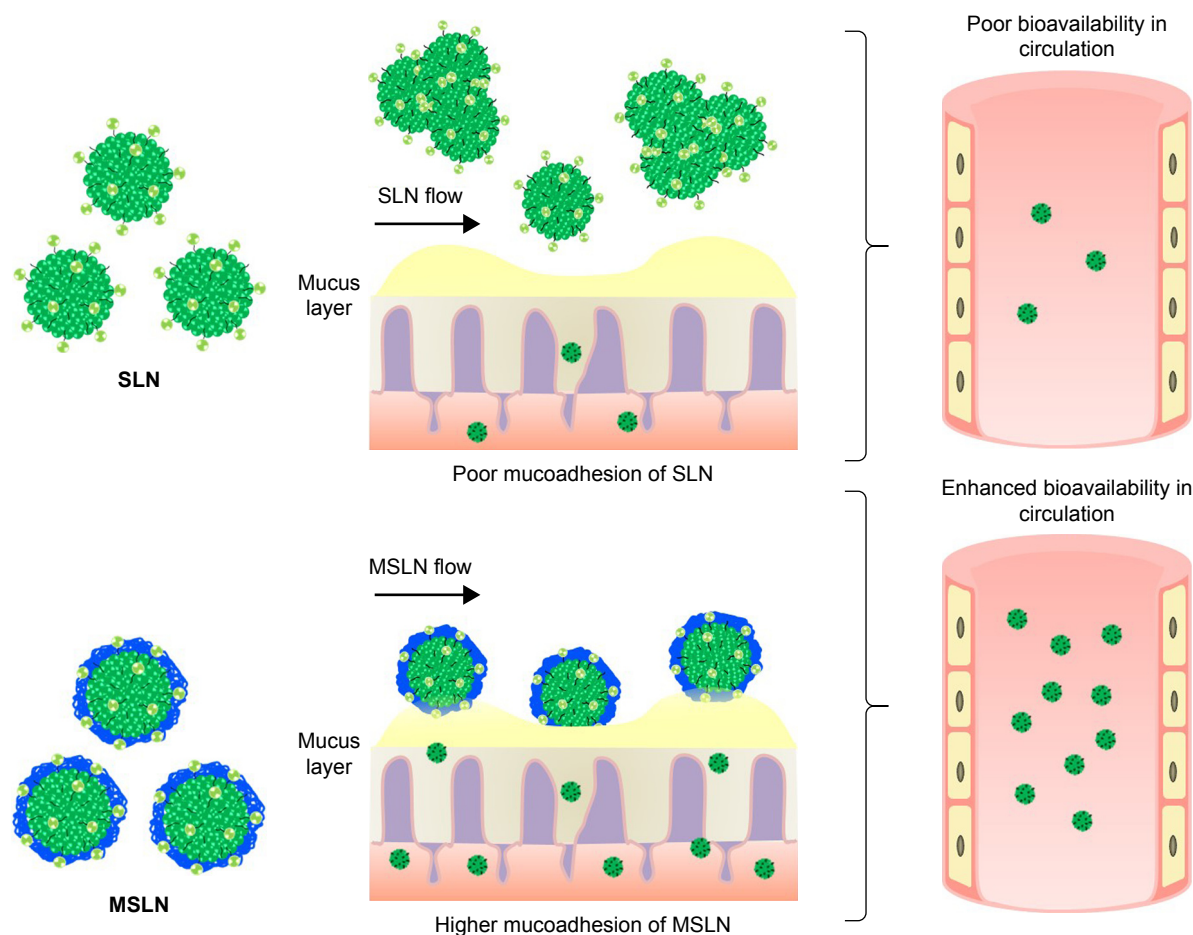 Poor bioavailability in
circulation
SLN flow
Mucus
layer
SLN
Poor mucoadhesion of SLN
Enhanced bioavailability in
circulation
MSLN flow
Mucus
layer
MSLN
Higher mucoadhesion of MSLN